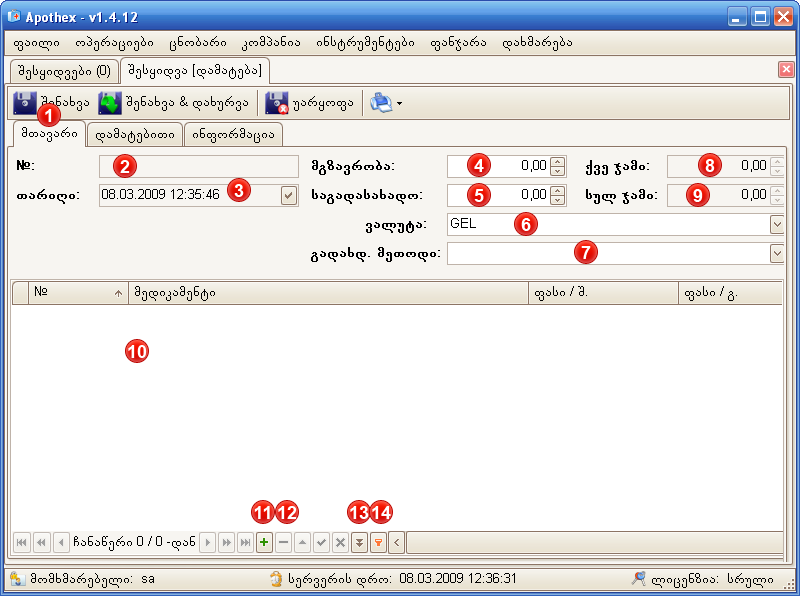 Apothex - v1.4.12
ფაილი ოპერაციები ცნობარი კომპანია ინსტრუმენტები ფანჯარა დახმარება
შესყიდვები (0) შესყიდვა [დამატება]
შენახვა შენახვა & დახურვა უარყოფა
1
მთავარი დამატებითი ინფორმაცია
№: 2 მგზავრობა: 4 0,00 ქვე ჯამი: 8 0,00
თარიღი: 08.03.2009 12:35:46 3 საგადასახადო: 5 0,00 სულ ჯამი: 9 0,00
ვალუტა: GEL 6
გადახდ. მეთოდი: 7
№ მედიკამენტი ფასი / შ. ფასი / გ.
10
11 12 13 14
ჩანაწერი 0 / 0 -დან
მომხმარებელი: sa სერვერის დრო: 08.03.2009 12:36:31 ლიცენზია: სრული